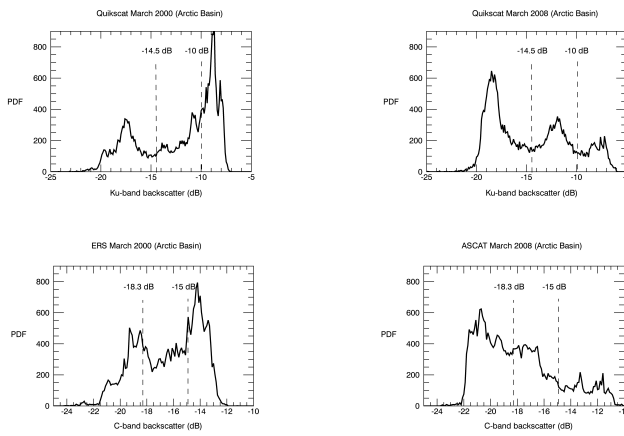 Quikscat March 2000 (Arctic Basin)
800
600
400
200
0
PDF
-14.5 dB -10 dB
-25 -20 -15 -10 -5
Ku-band backscatter (dB)
Quikscat March 2008 (Arctic Basin)
800
600
400
200
0
PDF
-14.5 dB -10 dB
-25 -20 -15 -10 -5
Ku-band backscatter (dB)
ERS March 2000 (Arctic Basin)
800
600
400
200
0
PDF
-18.3 dB -15 dB
-24 -22 -20 -18 -16 -14 -12 -10
C-band backscatter (dB)
ASCAT March 2008 (Arctic Basin)
800
600
400
200
0
PDF
-18.3 dB -15 dB
-24 -22 -20 -18 -16 -14 -12
C-band backscatter (dB)